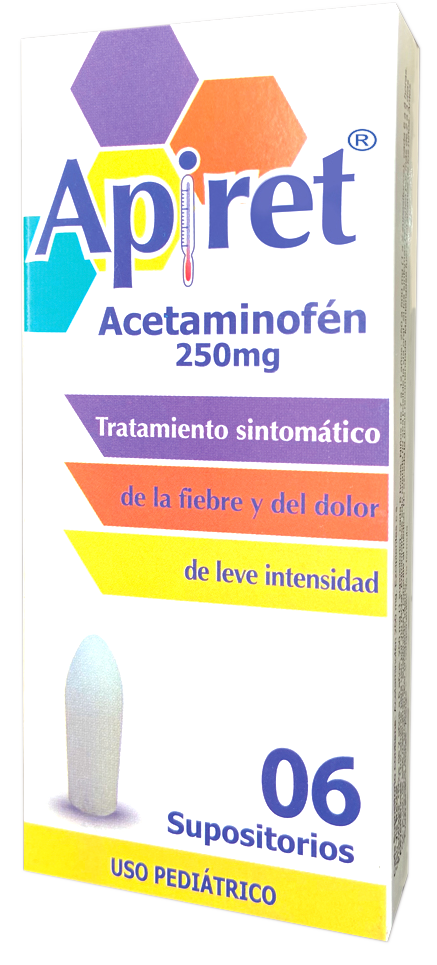 Apiret®
Acetaminofén
250mg
Tratamiento sintomático
de la fiebre y del dolor
de leve intensidad
06
Supositorios
USO PEDIÁTRICO